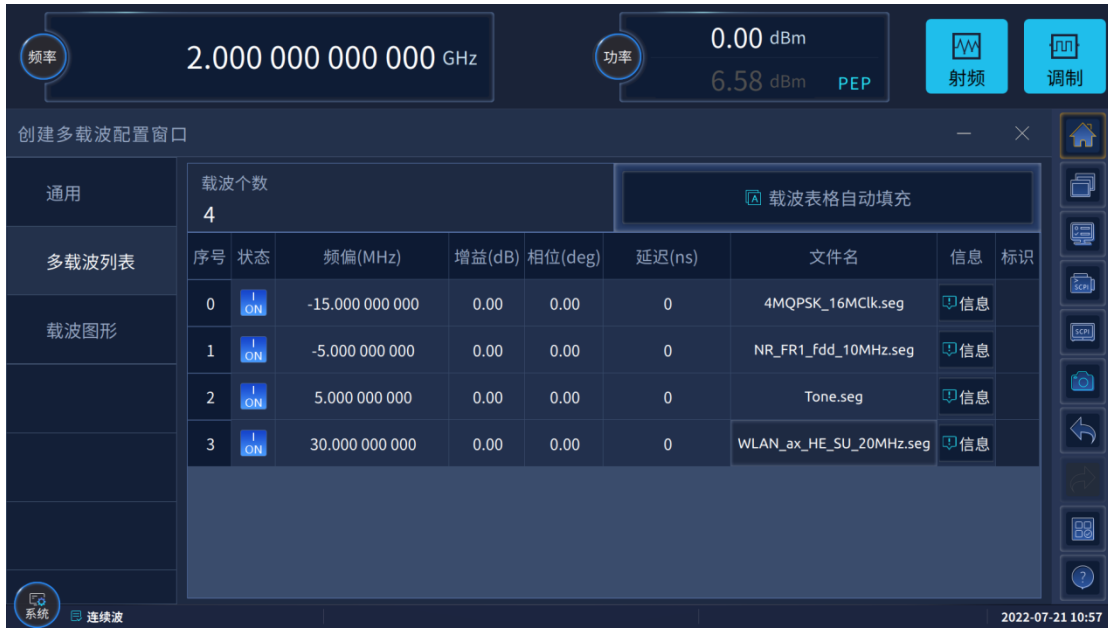 频率
2.000 000 000 000 GHz
功率
0.00 dBm
6.58 dBm PEP
射频
调制
创建多载波配置窗口
通用
多载波列表
载波图形
载波个数
4
A 载波表格自动填充
序号 状态 频偏(MHz) 增益(dB) 相位(deg) 延迟(ns) 文件名 信息 标识
0 ON -15.000 000 000 0.00 0.00 0 4MQPSK_16MClk.seg 信息
1 ON -5.000 000 000 0.00 0.00 0 NR_FR1_fdd_10MHz.seg 信息
2 ON 5.000 000 000 0.00 0.00 0 Tone.seg 信息
3 ON 30.000 000 000 0.00 0.00 0 WLAN_ax_HE_SU_20MHz.seg 信息
SCPI
SCPI
系统
连续波
2022-07-21 10:57